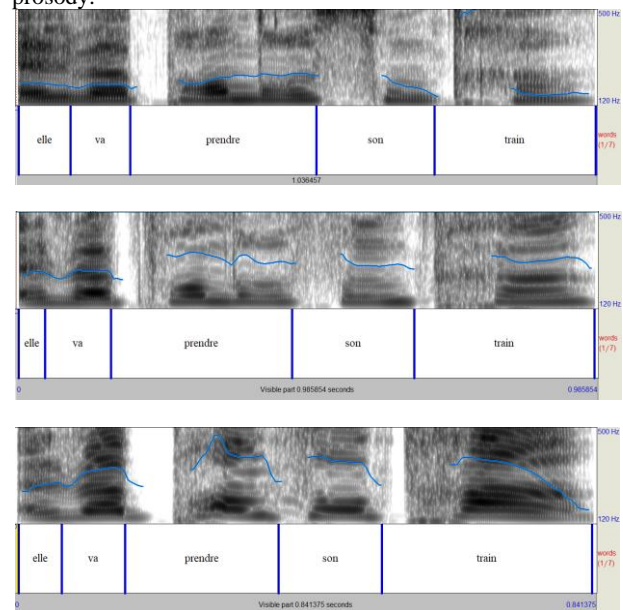 prosody.
500 Hz
120 Hz
elle va prendre son train
words
(1/7)
1.036457
500 Hz
120 Hz
elle va prendre son train
words
(1/7)
0 Visible part 0.985854 seconds 0.985854
500 Hz
120 Hz
elle va prendre son train
words
(1/7)
0 Visible part 0.841375 seconds 0.841375